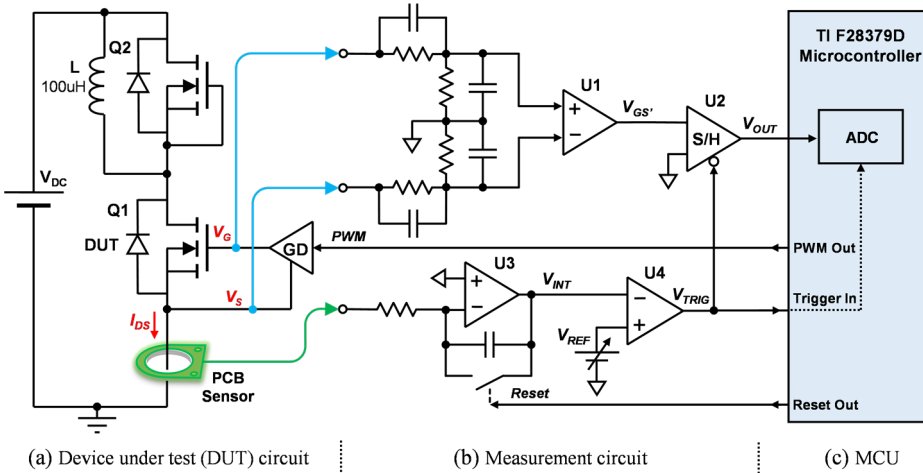 Q2
L
100uH
V_DC
Q1
DUT
V_G
V_S
GD
I_DS
PCB
Sensor
PWM
+
−
U1
V_GS'
U2
S/H
V_OUT
+
−
U3
V_INT
−
+
U4
V_TRIG
V_REF
Reset
TI F28379D
Microcontroller
ADC
PWM Out
Trigger In
Reset Out
(a) Device under test (DUT) circuit
(b) Measurement circuit
(c) MCU